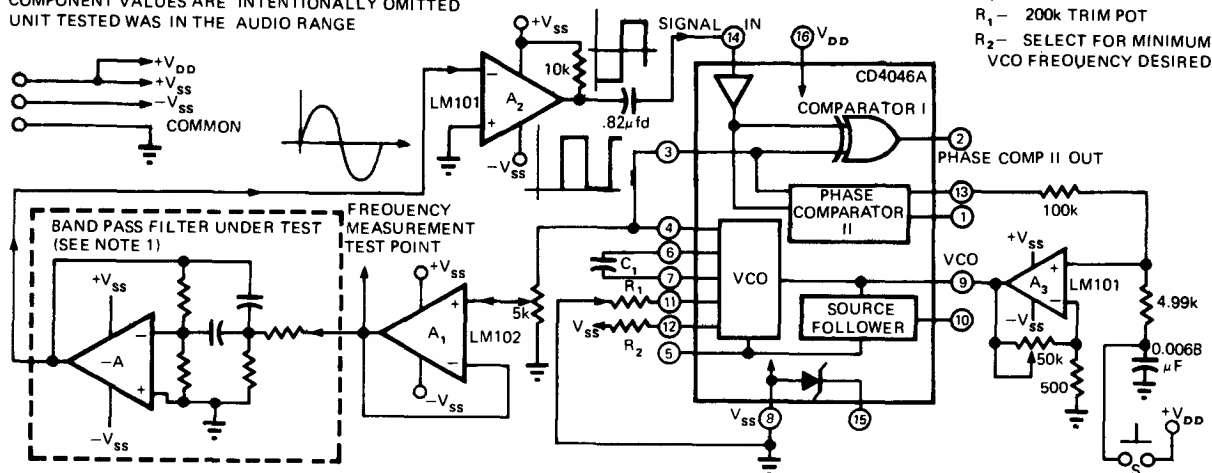 COMPONENT VALUES ARE INTENTIONALLY OMITTED
UNIT TESTED WAS IN THE AUDIO RANGE
+VDD
+VSS
-VSS
COMMON
+VSS
10k
LM101
A2
-
+
-VSS
.82µfd
SIGNAL IN
14
16 VDD
R1- 200k TRIM POT
R2- SELECT FOR MINIMUM
VCO FREQUENCY DESIRED
CD4046A
COMPARATOR I
2
3
PHASE COMP II OUT
PHASE
COMPARATOR
II
13
1
100k
BAND PASS FILTER UNDER TEST
(SEE NOTE 1)
+VSS
-A
-
+
-VSS
FREQUENCY
MEASUREMENT
TEST POINT
+VSS
A1
+
-
LM102
-VSS
5k
4
6
C1
7
R1
11
VSS
12
R2
5
VCO
VCO
9
SOURCE
FOLLOWER
10
VSS
8
15
+VSS
A3
+
-
LM101
-VSS
50k
500
4.99k
0.0068
µF
+VDD
S